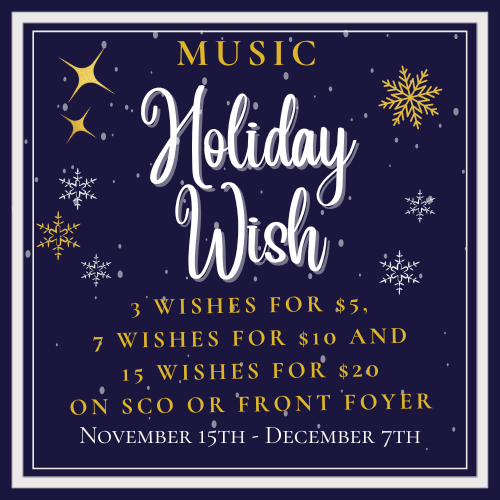 MUSIC
Holiday
Wish
3 WISHES FOR $5,
7 WISHES FOR $10 AND
15 WISHES FOR $20
ON SCO OR FRONT FOYER
November 15th - December 7th